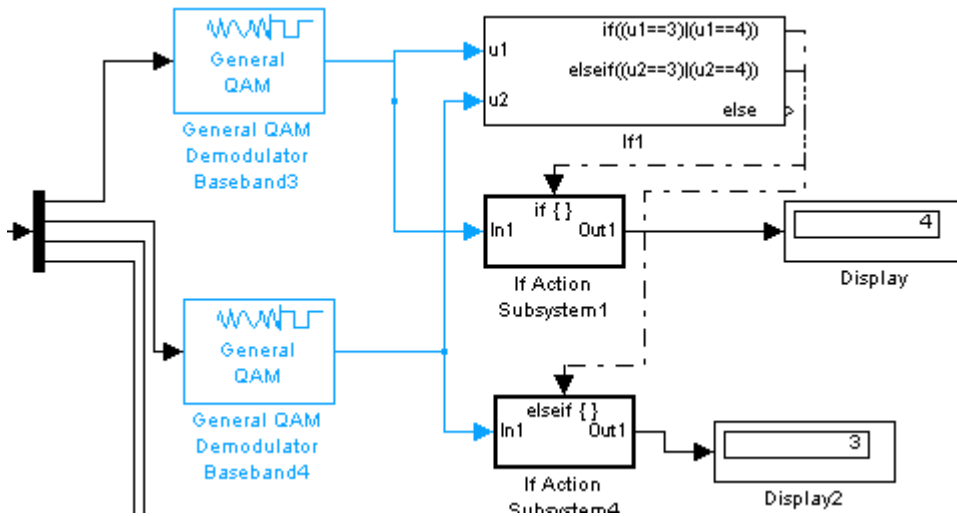 General
QAM
General QAM
Demodulator
Baseband3
u1
u2
if((u1==3)|(u1==4))
elseif((u2==3)|(u2==4))
else
If1
if { }
In1
Out1
If Action
Subsystem1
4
Display
General
QAM
General QAM
Demodulator
Baseband4
elseif { }
In1
Out1
If Action
Subsystem4
3
Display2